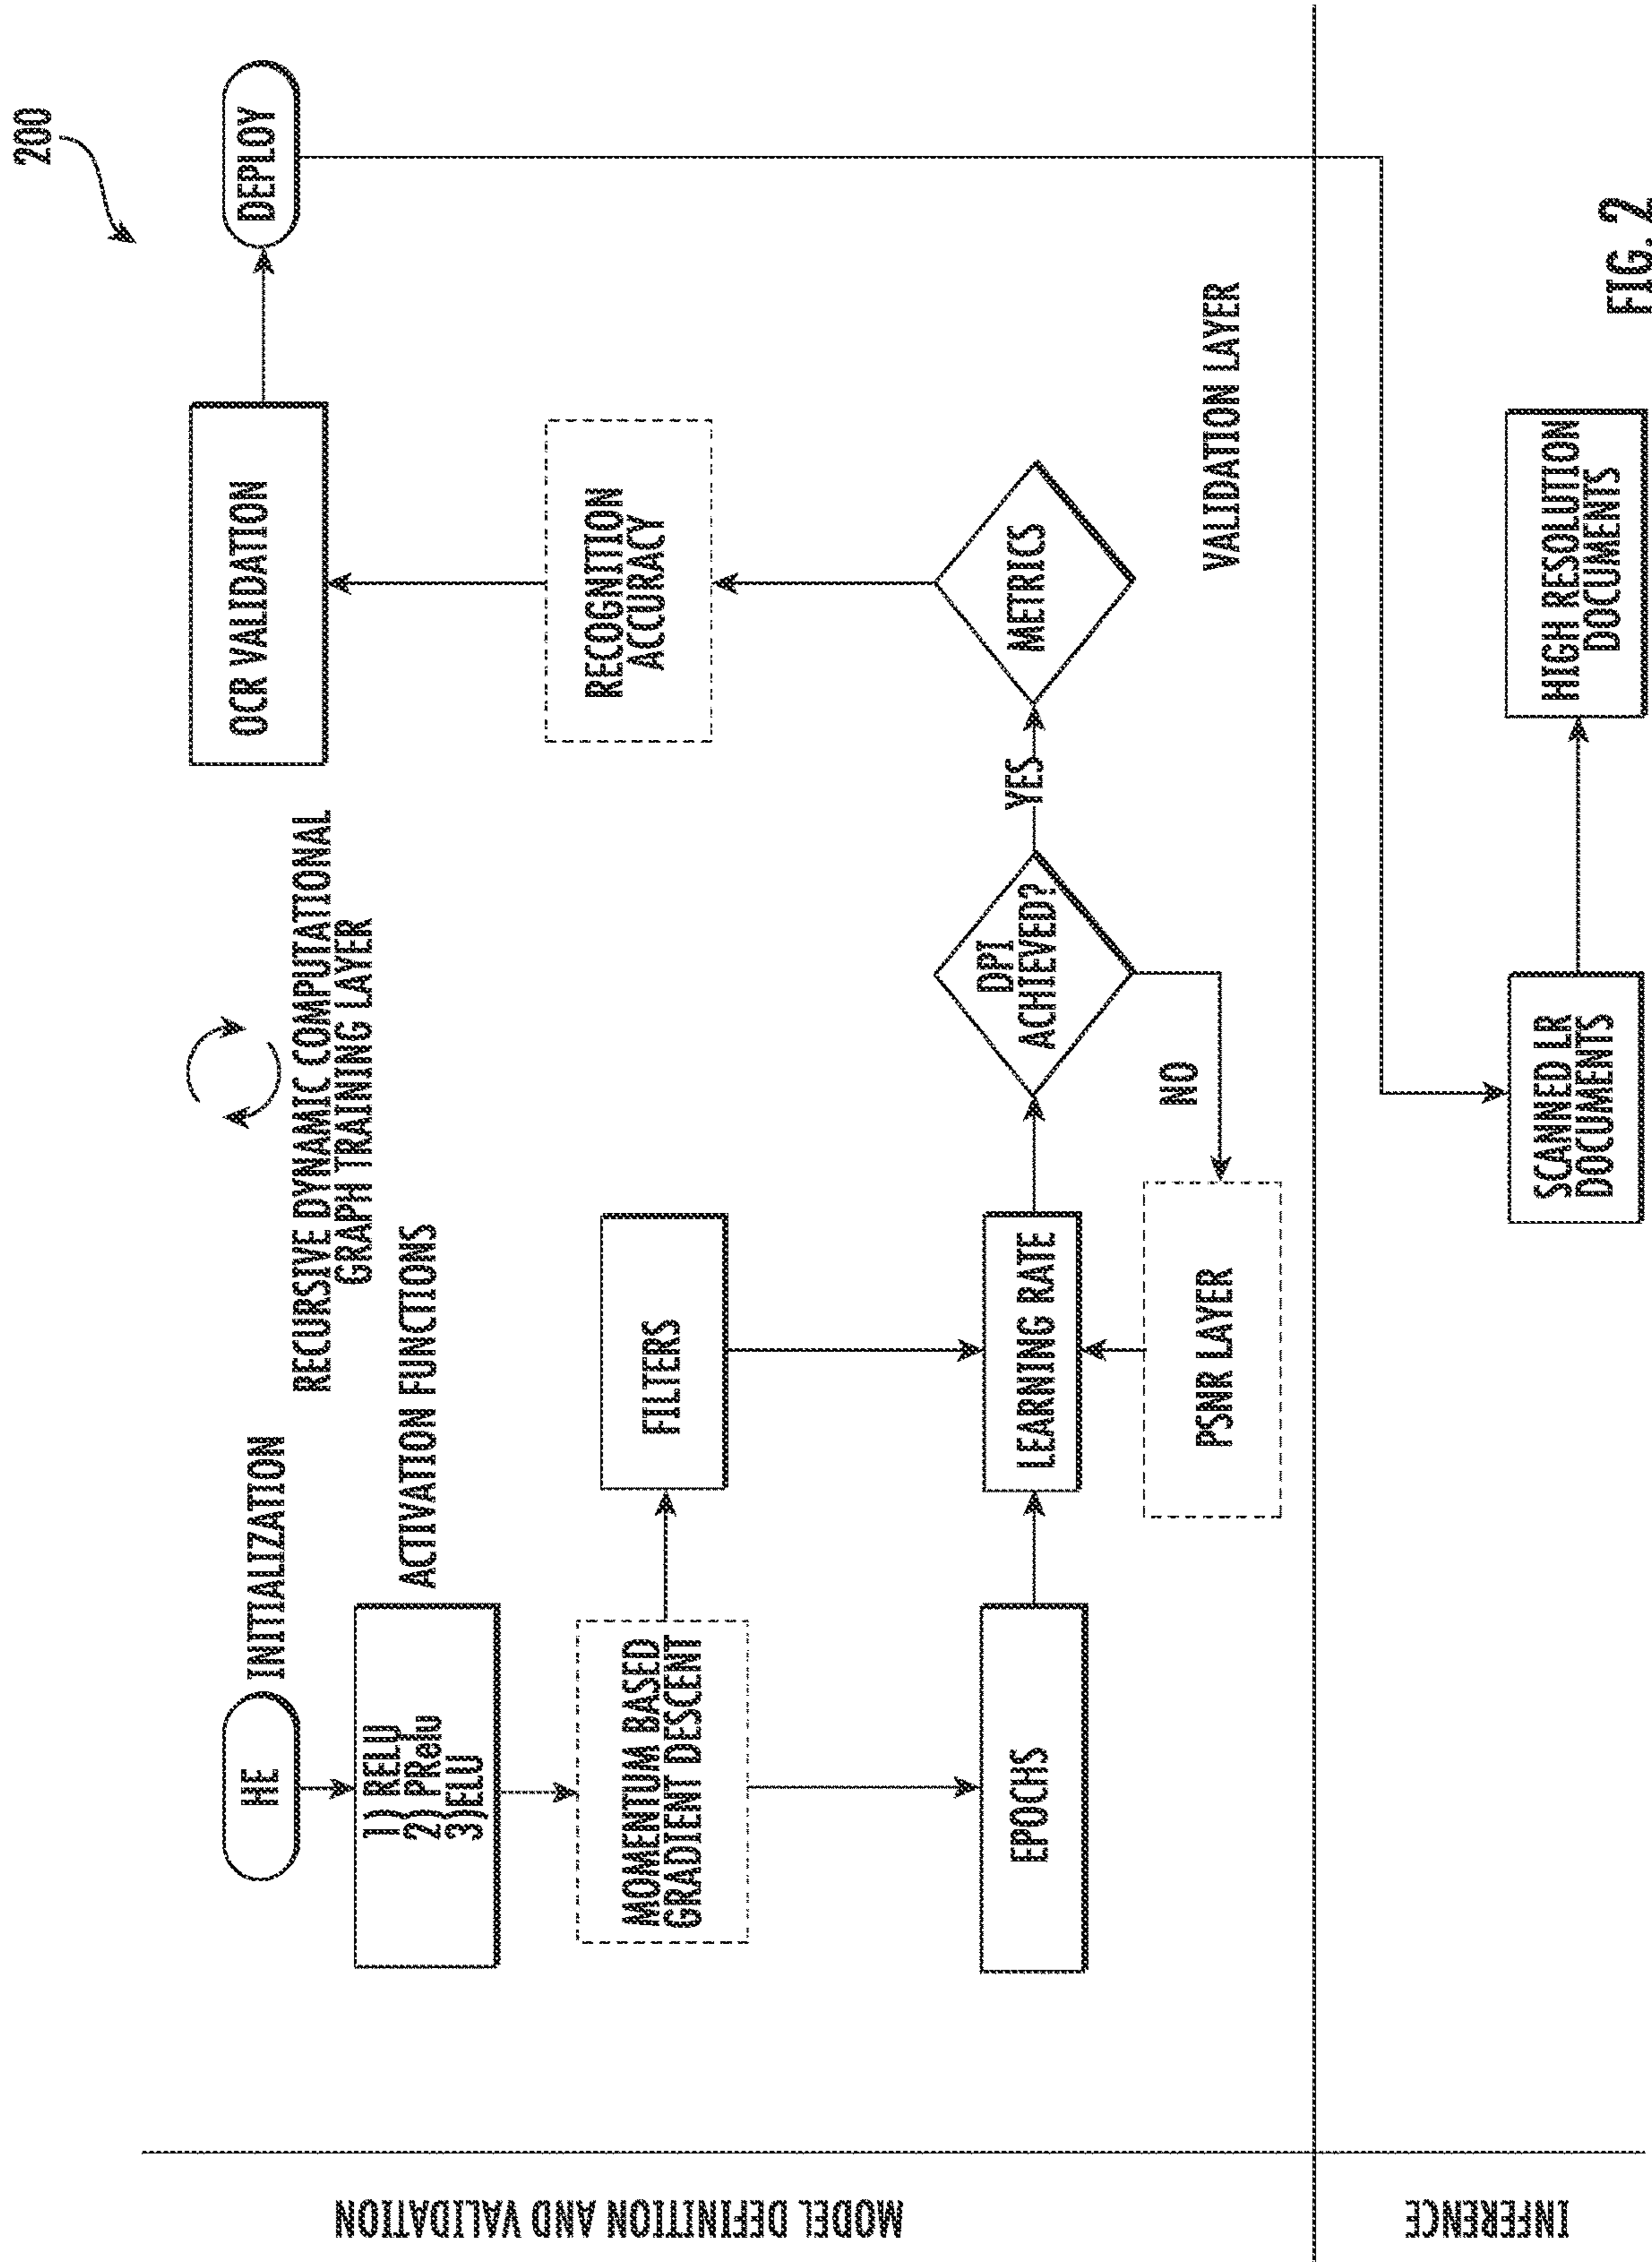 200
HE
INITIALIZATION
1) RELU
2) PRelu
3)ELU
ACTIVATION FUNCTIONS
RECURSIVE DYNAMIC COMPUTATIONAL
GRAPH TRAINING LAYER
OCR VALIDATION
DEPLOY
MOMENTUM BASED
GRADIENT DESCENT
FILTERS
RECOGNITION
ACCURACY
EPOCHS
LEARNING RATE
DPI
ACHIEVED?
YES
METRICS
NO
PSNR LAYER
VALIDATION LAYER
MODEL DEFINITION AND VALIDATION
SCANNED LR
DOCUMENTS
HIGH RESOLUTION
DOCUMENTS
INFERENCE
FIG. 2